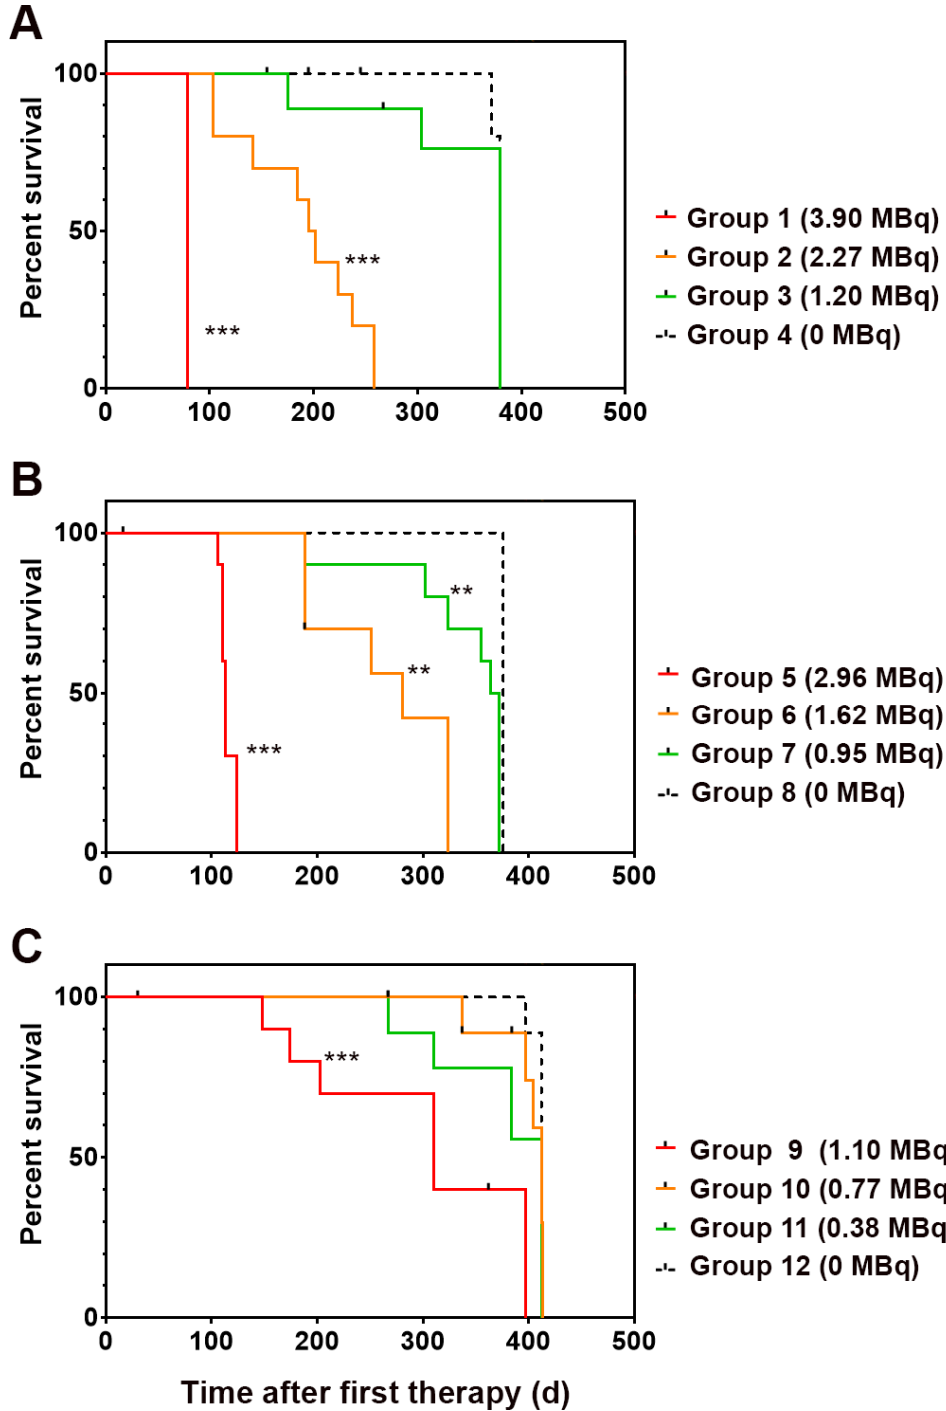 A
Percent survival
100
50
0
0 100 200 300 400 500
***
***
Group 1 (3.90 MBq)
Group 2 (2.27 MBq)
Group 3 (1.20 MBq)
Group 4 (0 MBq)
B
Percent survival
100
50
0
0 100 200 300 400 500
**
**
***
Group 5 (2.96 MBq)
Group 6 (1.62 MBq)
Group 7 (0.95 MBq)
Group 8 (0 MBq)
C
Percent survival
100
50
0
0 100 200 300 400 500
***
Group 9 (1.10 MBq
Group 10 (0.77 MBq
Group 11 (0.38 MBq
Group 12 (0 MBq)
Time after first therapy (d)